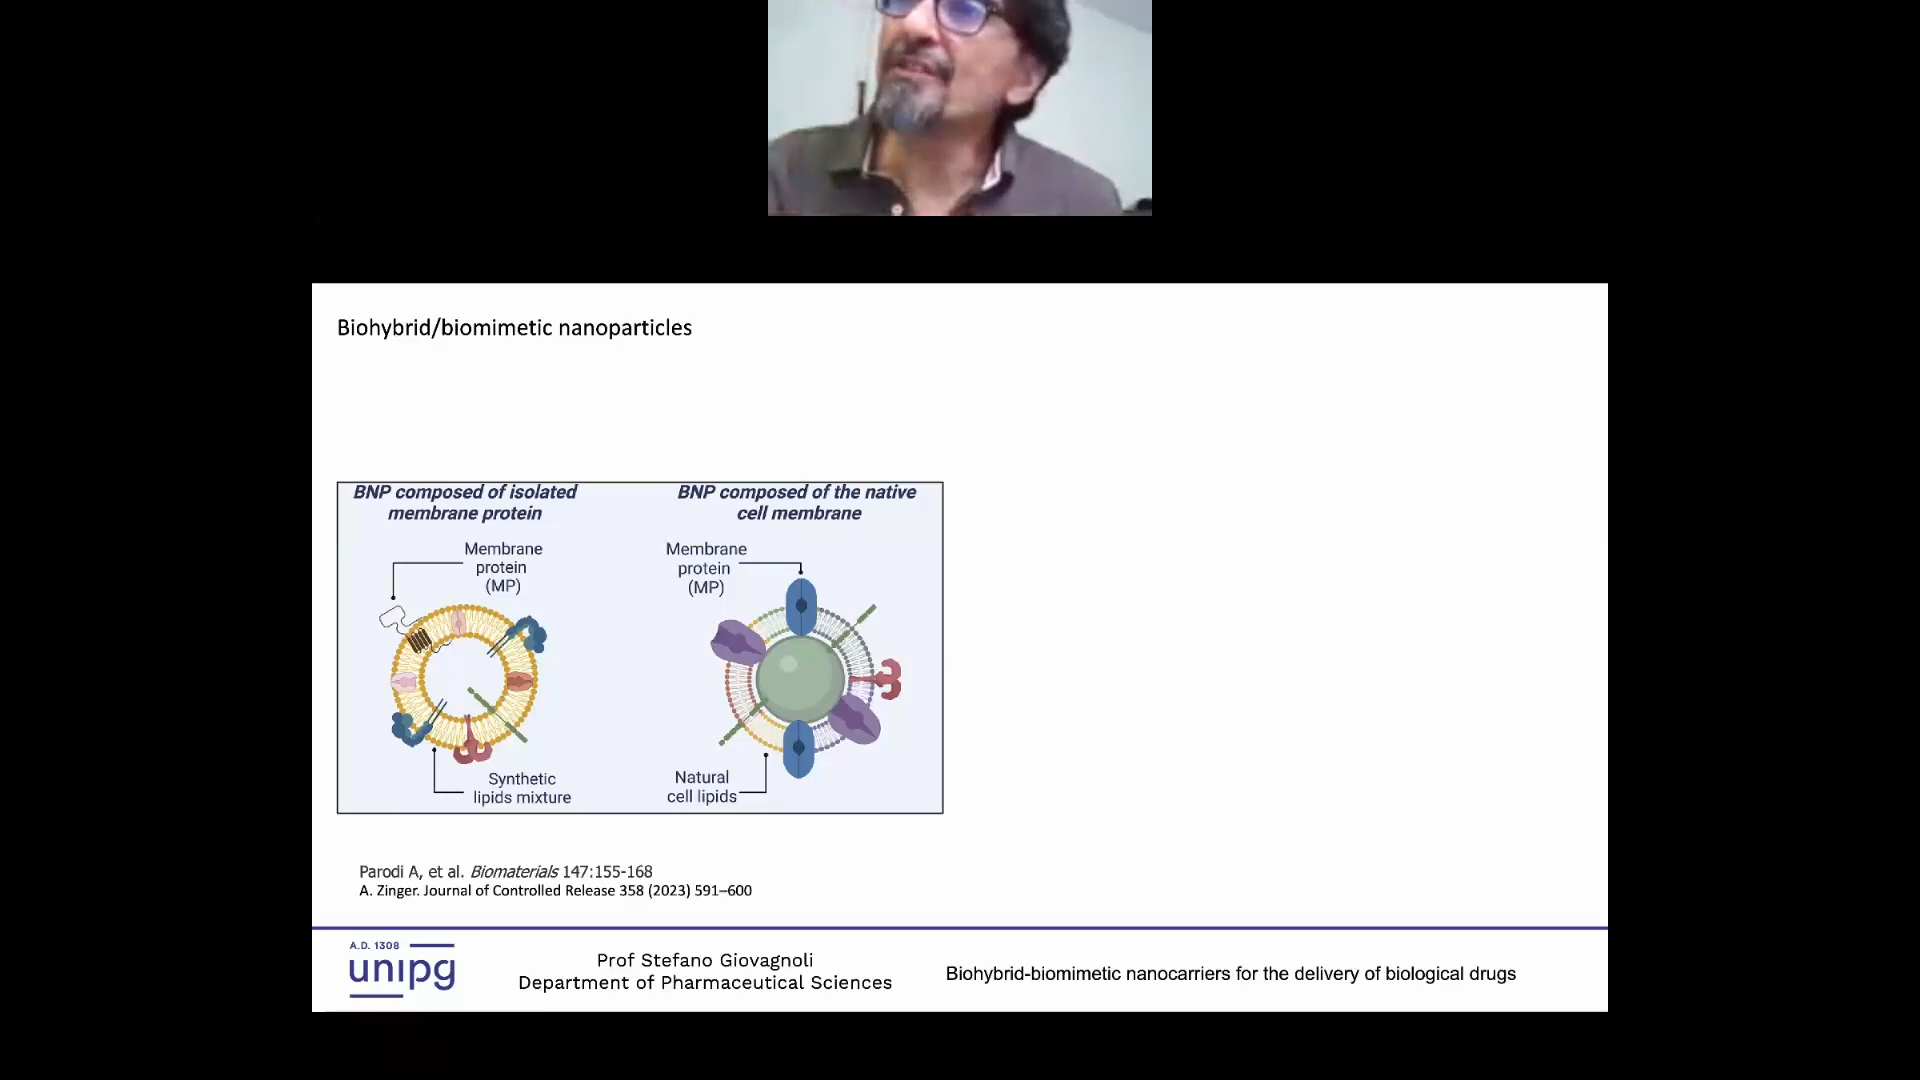 Biohybrid/biomimetic nanoparticles
BNP composed of isolated
membrane protein
BNP composed of the native
cell membrane
Membrane
protein
(MP)
Membrane
protein
(MP)
Synthetic
lipids mixture
Natural
cell lipids
Parodi A, et al. Biomaterials 147:155-168
A. Zinger. Journal of Controlled Release 358 (2023) 591–600
A.D. 1308
unipg
Prof Stefano Giovagnoli
Department of Pharmaceutical Sciences
Biohybrid-biomimetic nanocarriers for the delivery of biological drugs